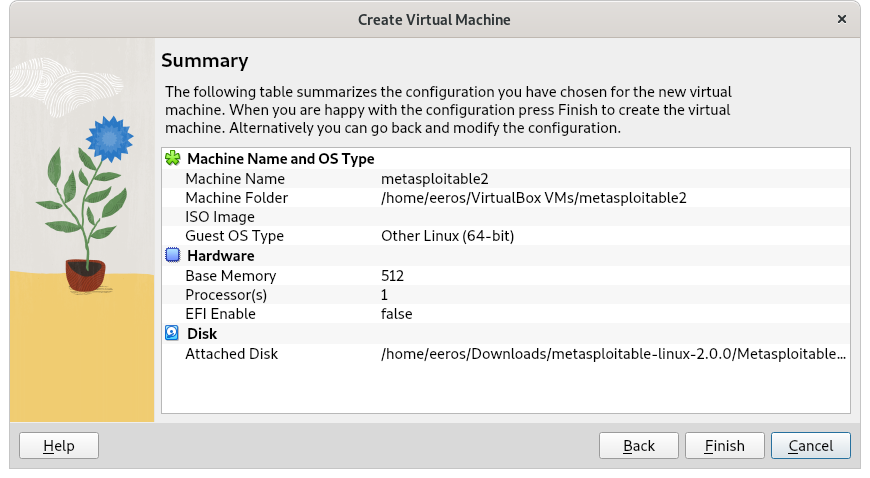 Create Virtual Machine
×
Summary
The following table summarizes the configuration you have chosen for the new virtual
machine. When you are happy with the configuration press Finish to create the virtual
machine. Alternatively you can go back and modify the configuration.
Machine Name and OS Type
Machine Name metasploitable2
Machine Folder /home/eeros/VirtualBox VMs/metasploitable2
ISO Image
Guest OS Type Other Linux (64-bit)
Hardware
Base Memory 512
Processor(s) 1
EFI Enable false
Disk
Attached Disk /home/eeros/Downloads/metasploitable-linux-2.0.0/Metasploitable...
Help Back Finish Cancel